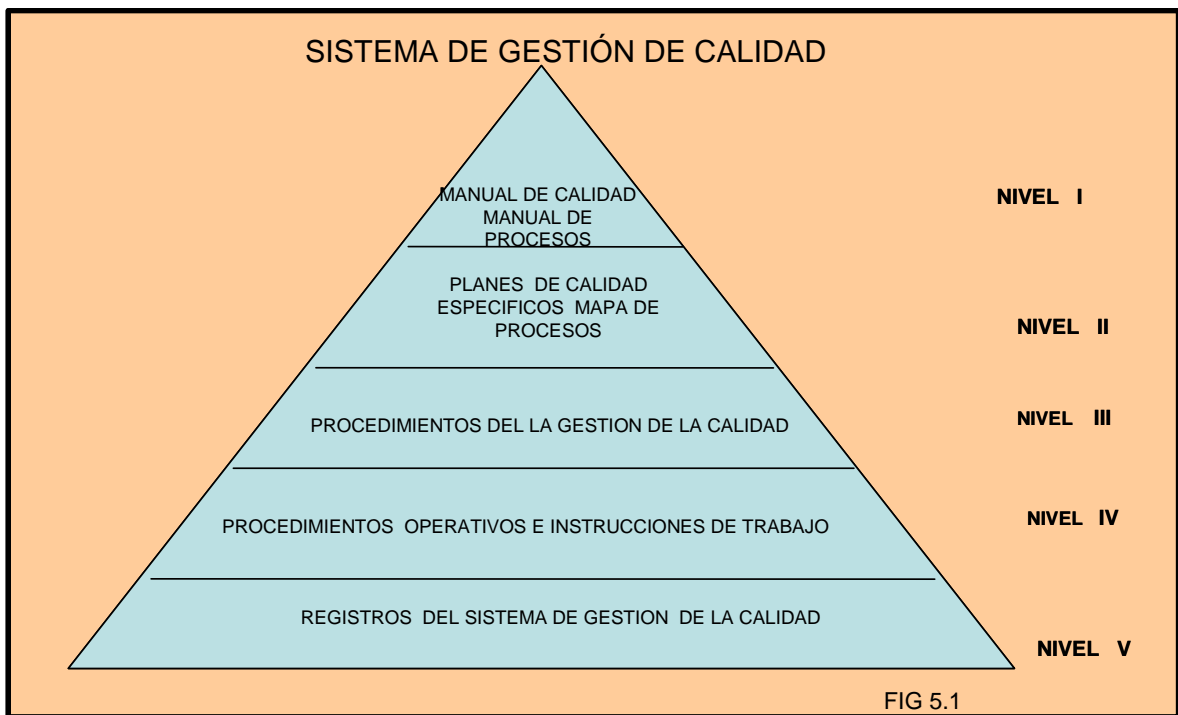 SISTEMA DE GESTIÓN DE CALIDAD
MANUAL DE CALIDAD
MANUAL DE
PROCESOS
NIVEL I
PLANES DE CALIDAD
ESPECIFICOS MAPA DE
PROCESOS
NIVEL II
PROCEDIMIENTOS DEL LA GESTION DE LA CALIDAD
NIVEL III
PROCEDIMIENTOS OPERATIVOS E INSTRUCCIONES DE TRABAJO
NIVEL IV
REGISTROS DEL SISTEMA DE GESTION DE LA CALIDAD
NIVEL V
FIG 5.1